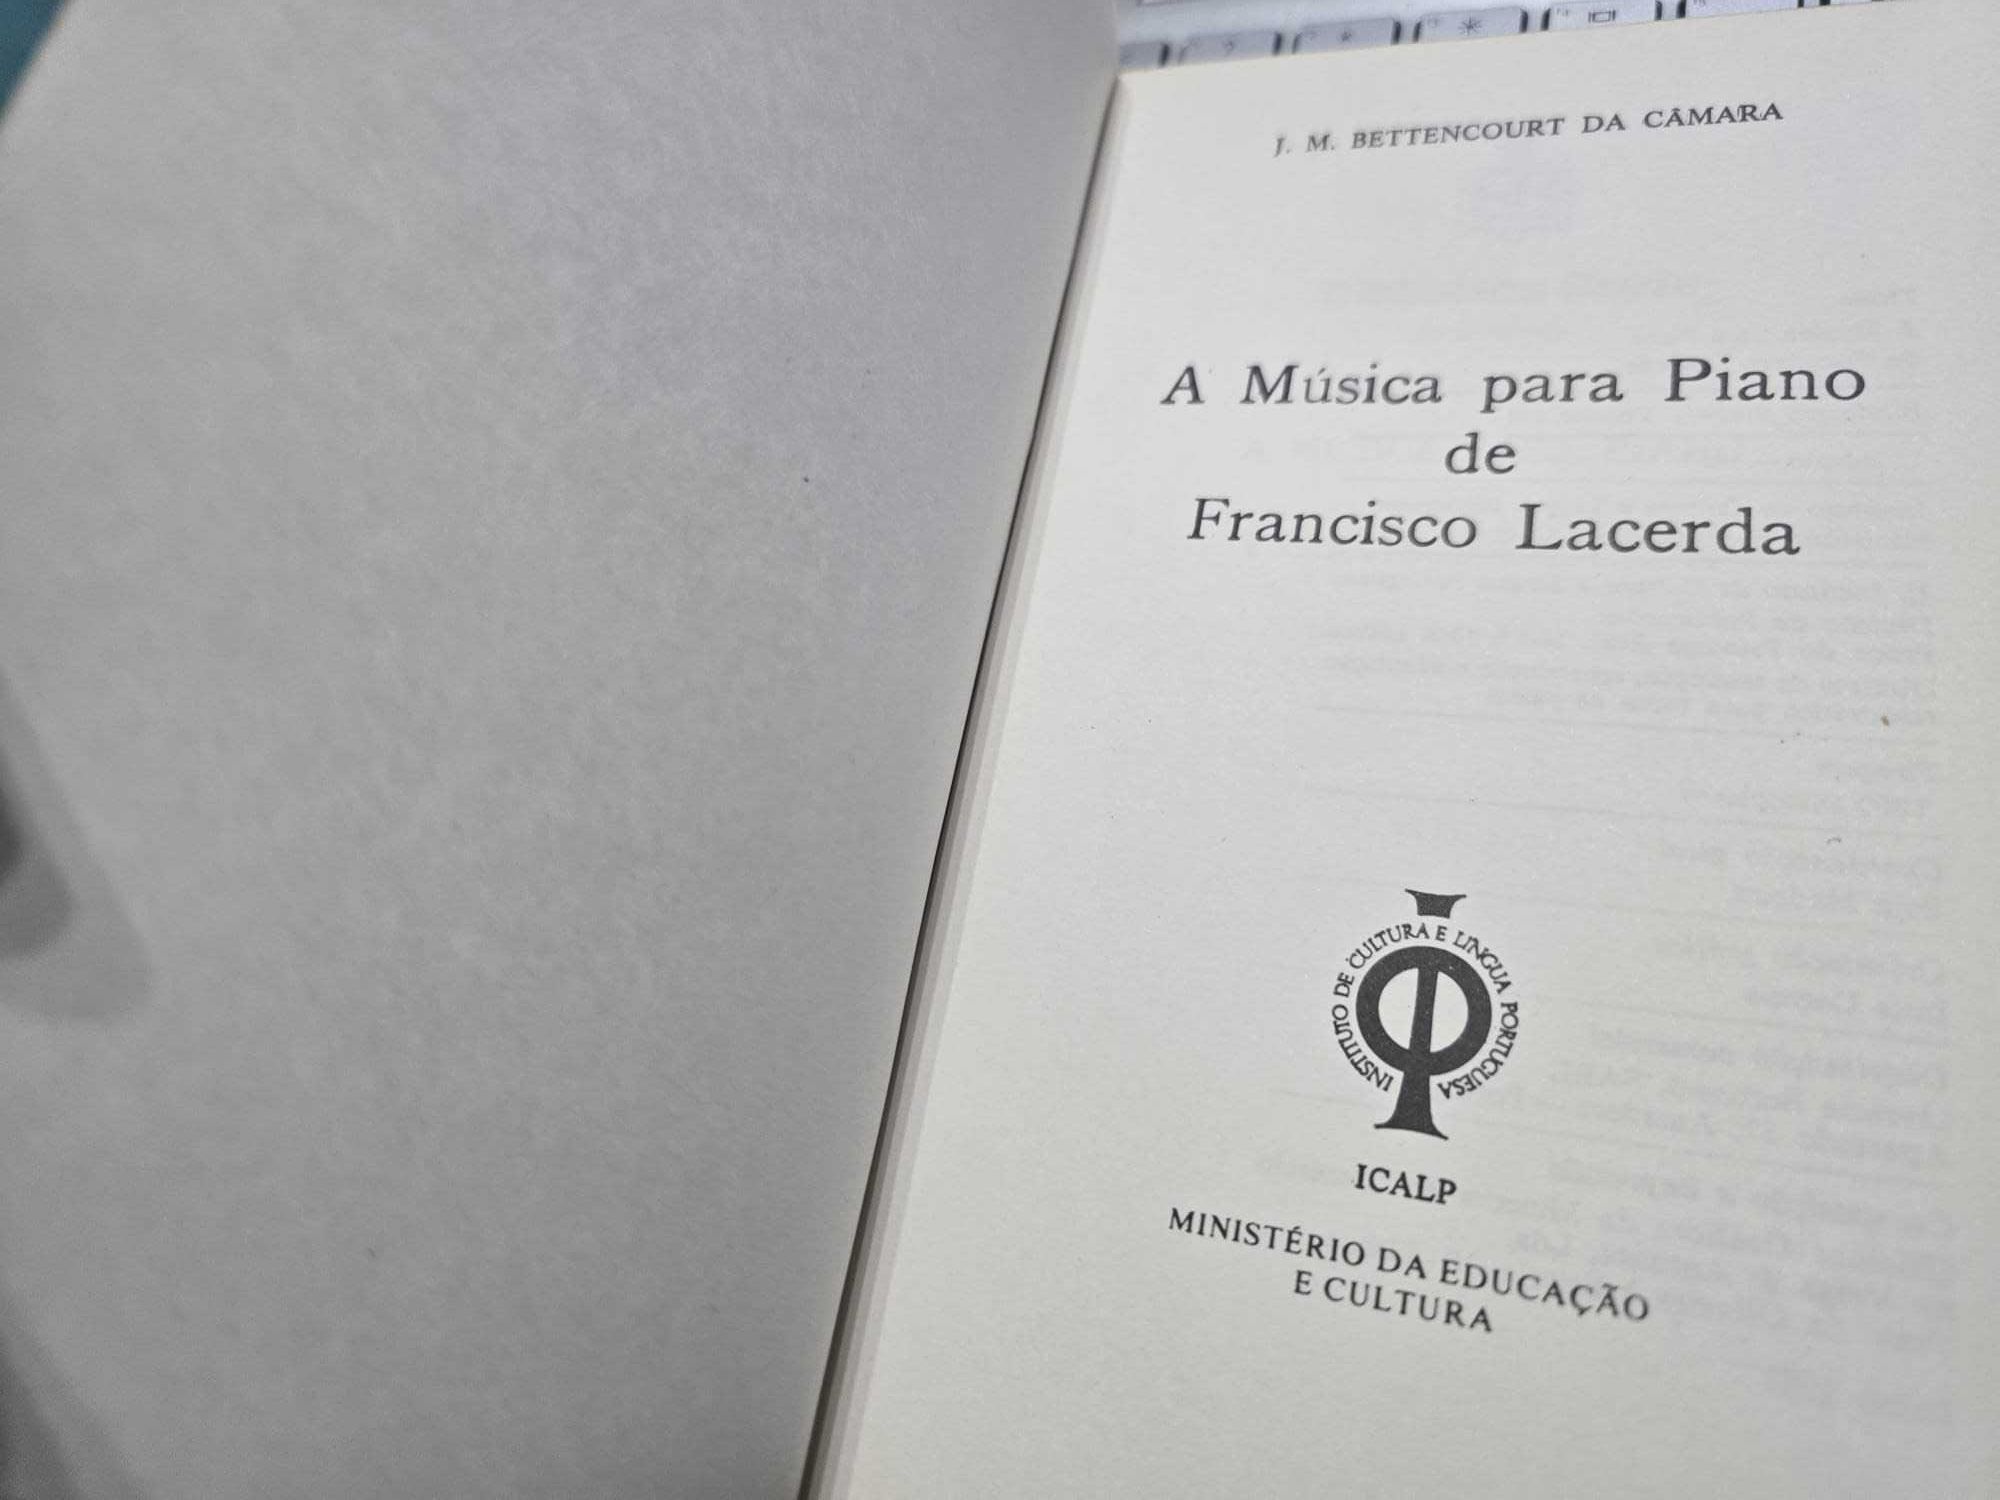 J. M. BETTENCOURT DA CÂMARA
A Música para Piano
de
Francisco Lacerda
INSTITUTO DE CULTURA E LÍNGUA PORTUGUESA
ICALP
MINISTÉRIO DA EDUCAÇÃO
E CULTURA